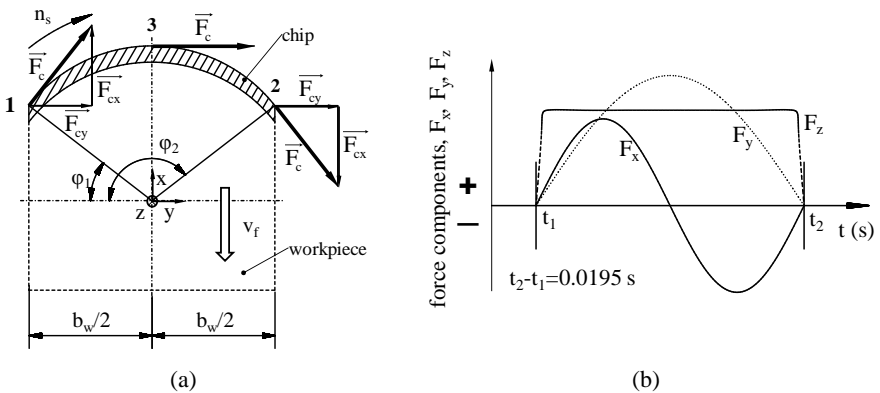 n_s
3
F_c
F_c
F_cx
chip
1
F_cy
2
F_cy
F_c
F_cx
φ_1
φ_2
x
z
y
v_f
workpiece
b_w/2
b_w/2
(a)
force components, F_x, F_y, F_z
+
−
F_x
F_y
F_z
t_1
t_2
t (s)
t_2-t_1=0.0195 s
(b)